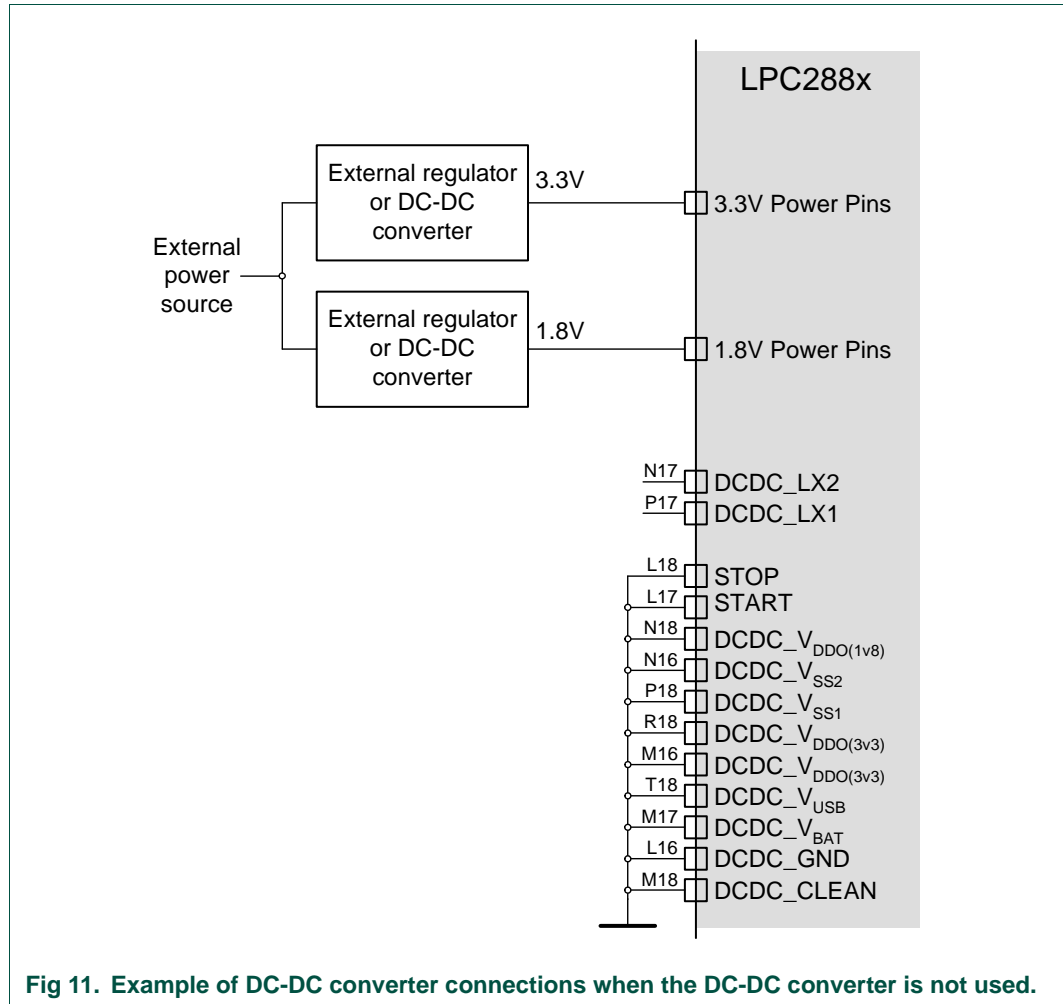 LPC288x
External regulator
or DC-DC
converter
3.3V
3.3V Power Pins
External
power
source
External regulator
or DC-DC
converter
1.8V
1.8V Power Pins
N17 DCDC_LX2
P17 DCDC_LX1
L18 STOP
L17 START
N18 DCDC_VDDO(1v8)
N16 DCDC_VSS2
P18 DCDC_VSS1
R18 DCDC_VDDO(3v3)
M16 DCDC_VDDO(3v3)
T18 DCDC_VUSB
M17 DCDC_VBAT
L16 DCDC_GND
M18 DCDC_CLEAN
Fig 11. Example of DC-DC converter connections when the DC-DC converter is not used.